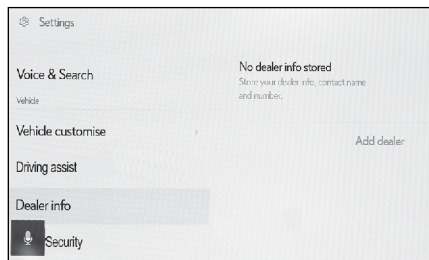 Settings
Voice & Search
Vehicle
Vehicle customise
Driving assist
Dealer info
Security
No dealer info stored
Store your dealer info, contact name
and number.
Add dealer